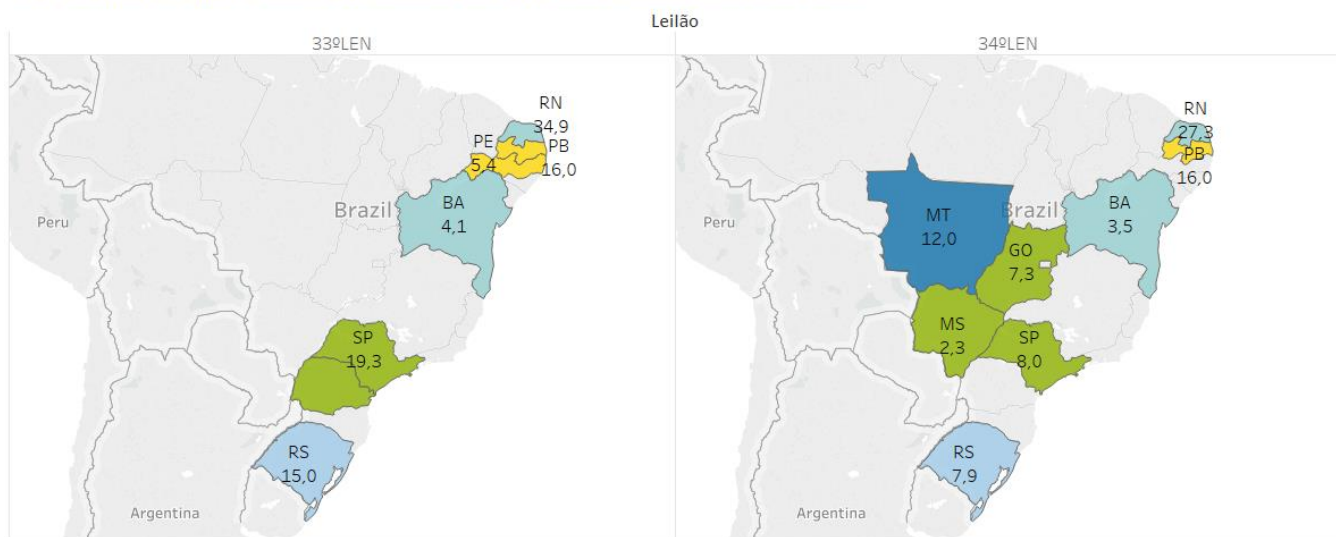 Leilão
33ºLEN
34ºLEN
RN
34,9
PE
5,4
PB
16,0
BA
4,1
Brazil
Peru
SP
19,3
RS
15,0
Argentina
RN
27,3
PB
16,0
MT
12,0
Brazil
BA
3,5
GO
7,3
Peru
MS
2,3
SP
8,0
RS
7,9
Argentina